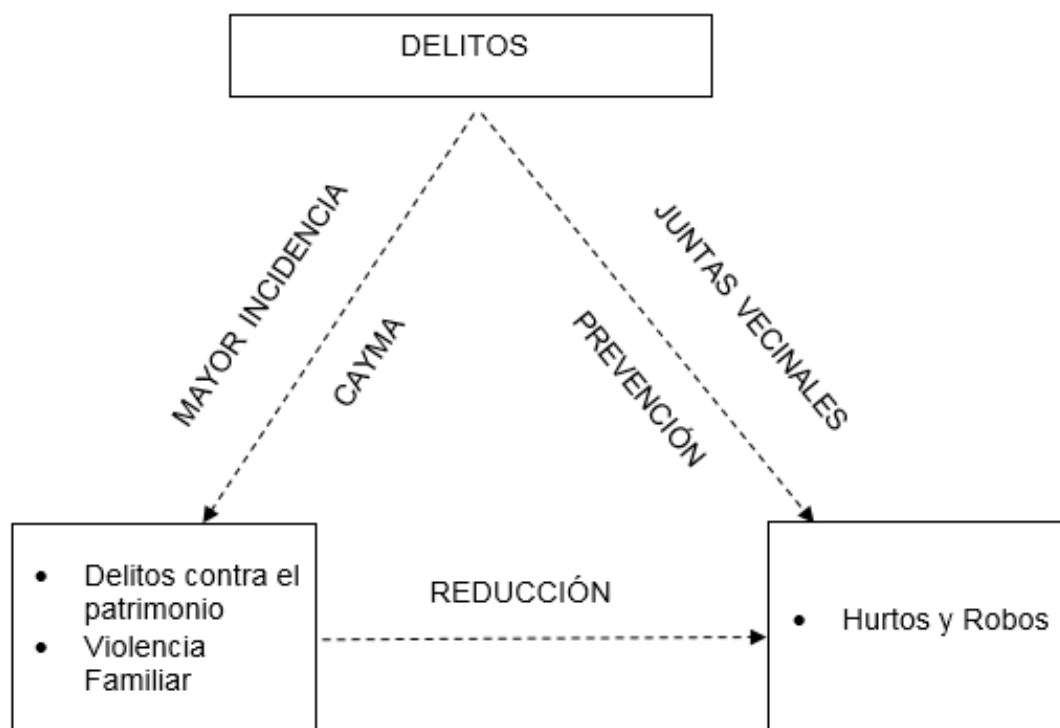 DELITOS
MAYOR INCIDENCIA
CAYMA
PREVENCIÓN
JUNTAS VECINALES
• Delitos contra el
patrimonio
• Violencia
Familiar
REDUCCIÓN
• Hurtos y Robos